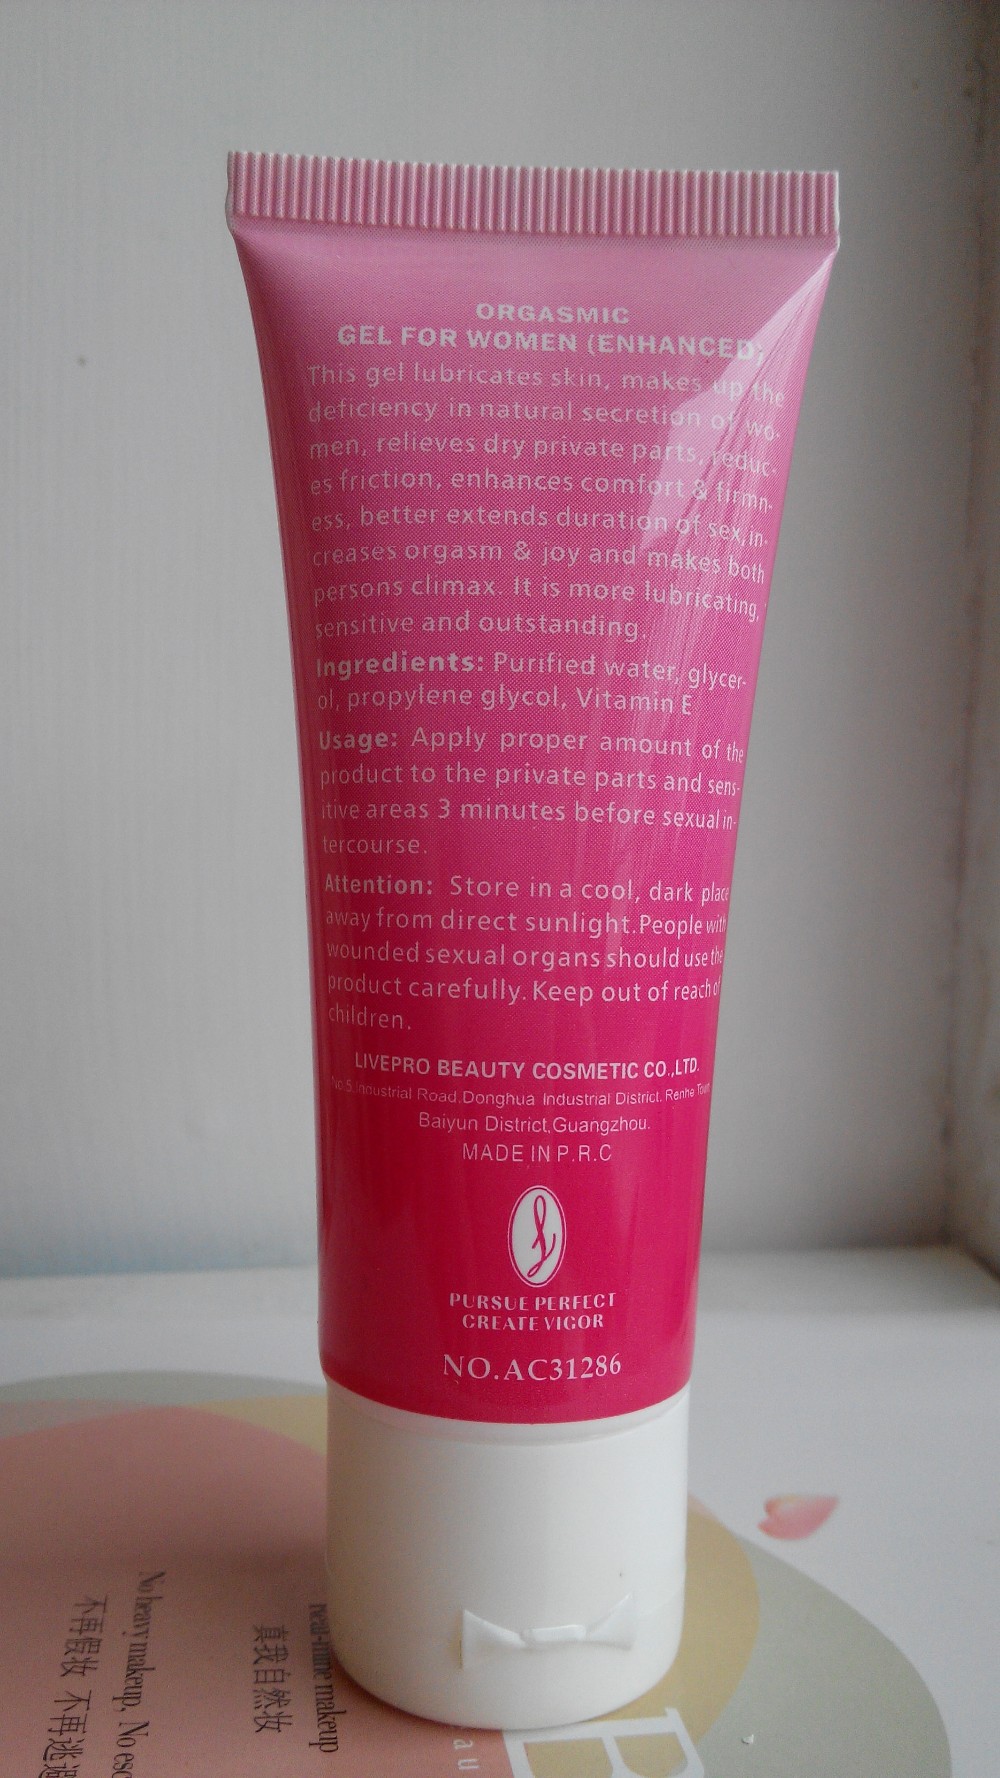 ORGASMIC
GEL FOR WOMEN (ENHANCED)
This gel lubricates skin, makes up the
deficiency in natural secretion of wo-
men, relieves dry private parts, reduc-
es friction, enhances comfort & firmn-
ess, better extends duration of sex, in-
creases orgasm & joy and makes both
persons climax. It is more lubricating,
sensitive and outstanding.
Ingredients: Purified water, glycer-
ol, propylene glycol, Vitamin E
Usage: Apply proper amount of the
product to the private parts and sens-
itive areas 3 minutes before sexual in-
tercourse.
Attention: Store in a cool, dark place
away from direct sunlight.People with
wounded sexual organs should use the
product carefully. Keep out of reach of
children.
LIVEPRO BEAUTY COSMETIC CO.,LTD.
No.5, Industrial Road.Donghua Industrial District. Renhe Town
Baiyun District,Guangzhou.
MADE IN P.R.C
PURSUE PERFECT
CREATE VIGOR
NO.AC31286
near-nine makeup
真我自然妆
No heavy makeup, No esc
不再假妆 不再逃
B
au